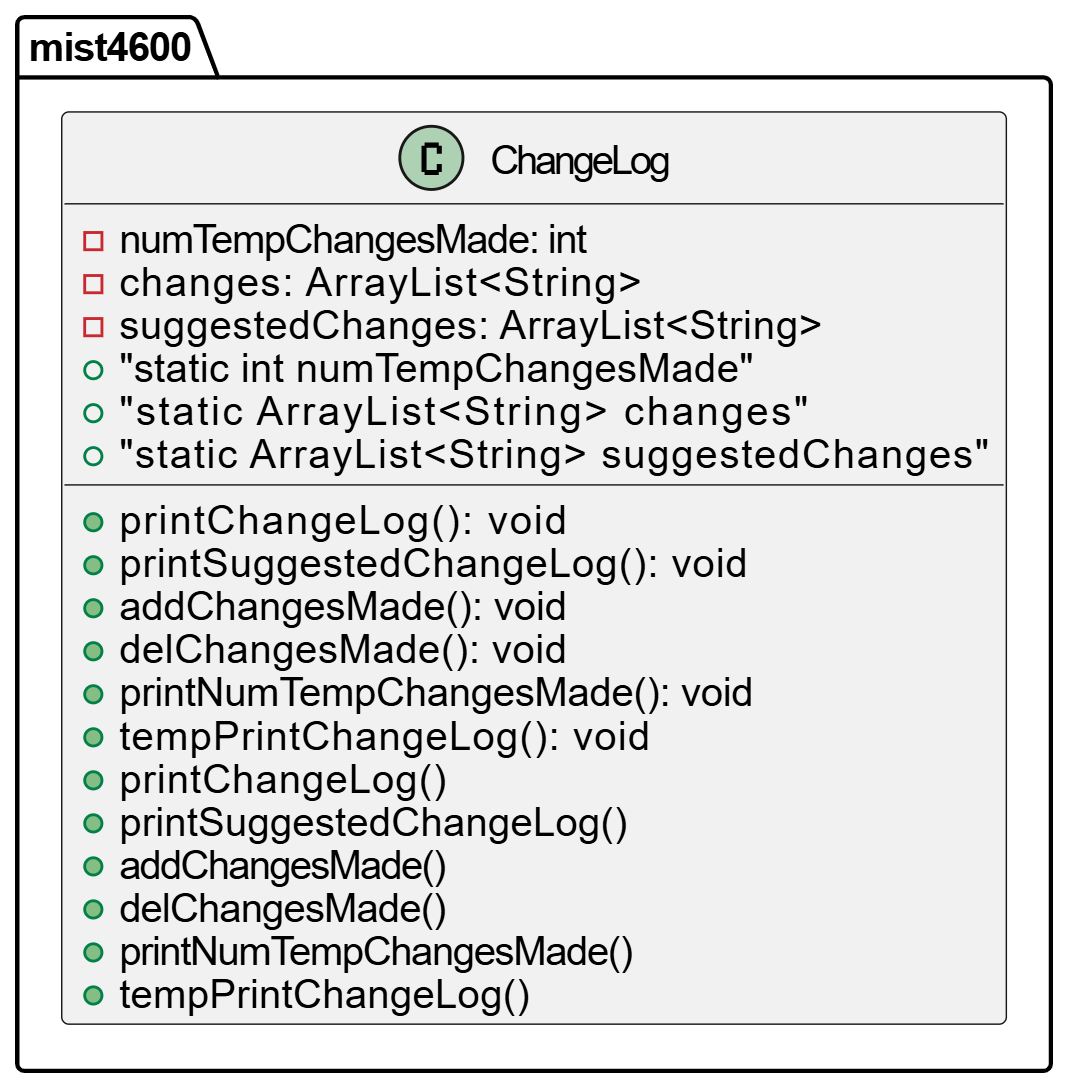 mist4600
C ChangeLog
numTempChangesMade: int
changes: ArrayList<String>
suggestedChanges: ArrayList<String>
"static int numTempChangesMade"
"static ArrayList<String> changes"
"static ArrayList<String> suggestedChanges"
printChangeLog(): void
printSuggestedChangeLog(): void
addChangesMade(): void
delChangesMade(): void
printNumTempChangesMade(): void
tempPrintChangeLog(): void
printChangeLog()
printSuggestedChangeLog()
addChangesMade()
delChangesMade()
printNumTempChangesMade()
tempPrintChangeLog()